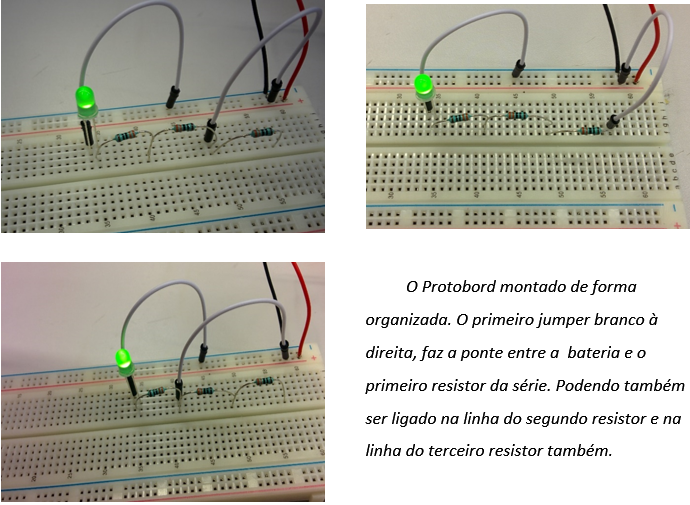 O Protobord montado de forma
organizada. O primeiro jumper branco à
direita, faz a ponte entre a bateria e o
primeiro resistor da série. Podendo também
ser ligado na linha do segundo resistor e na
linha do terceiro resistor também.